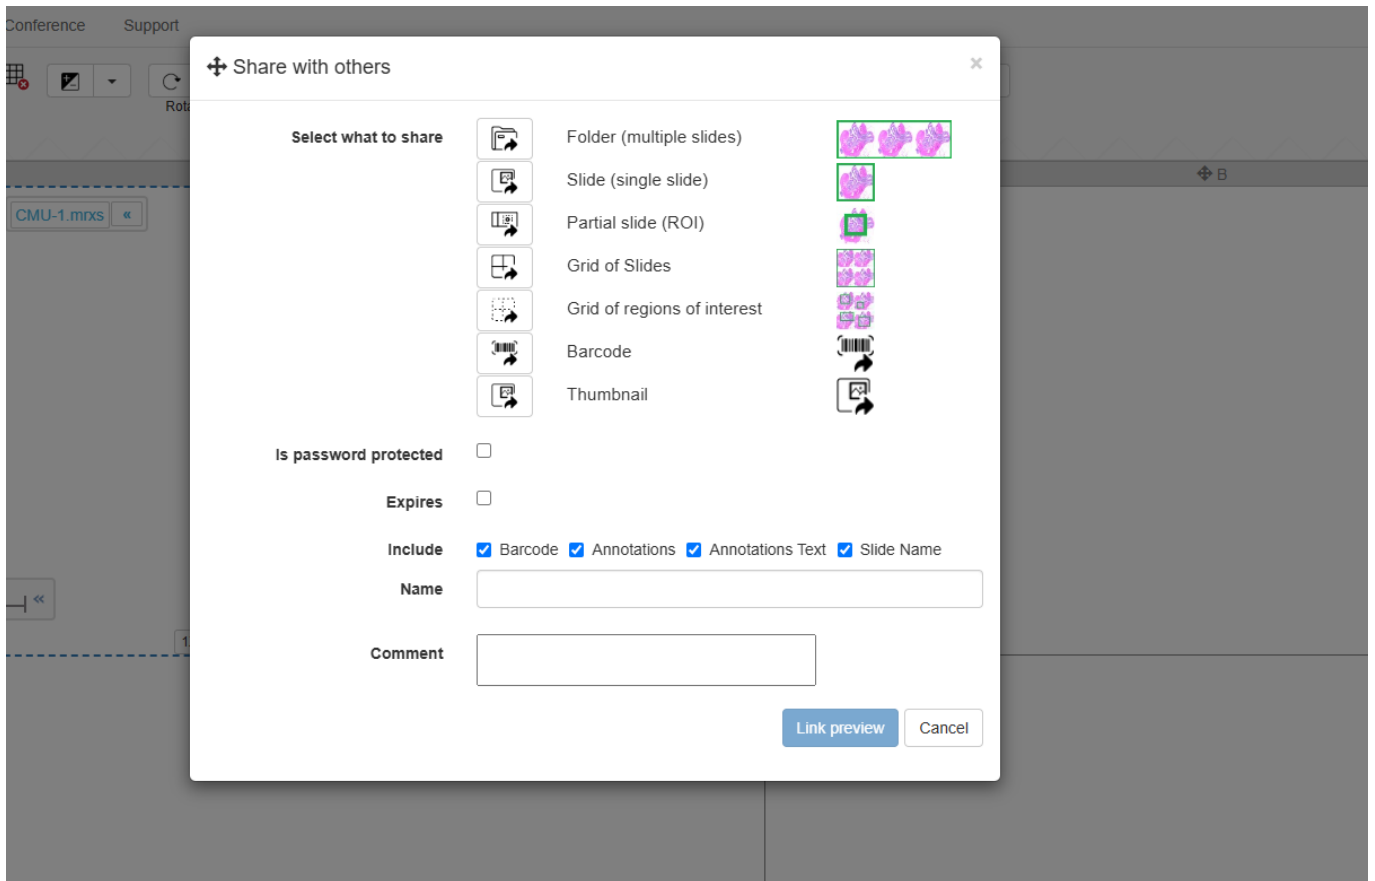 Conference Support
Share with others ×
Rota
Select what to share
Folder (multiple slides)
Slide (single slide)
Partial slide (ROI)
Grid of Slides
Grid of regions of interest
Barcode
Thumbnail
B
CMU-1.mrxs «
Is password protected
Expires
Include Barcode Annotations Annotations Text Slide Name
Name
«
1
Comment
Link preview Cancel